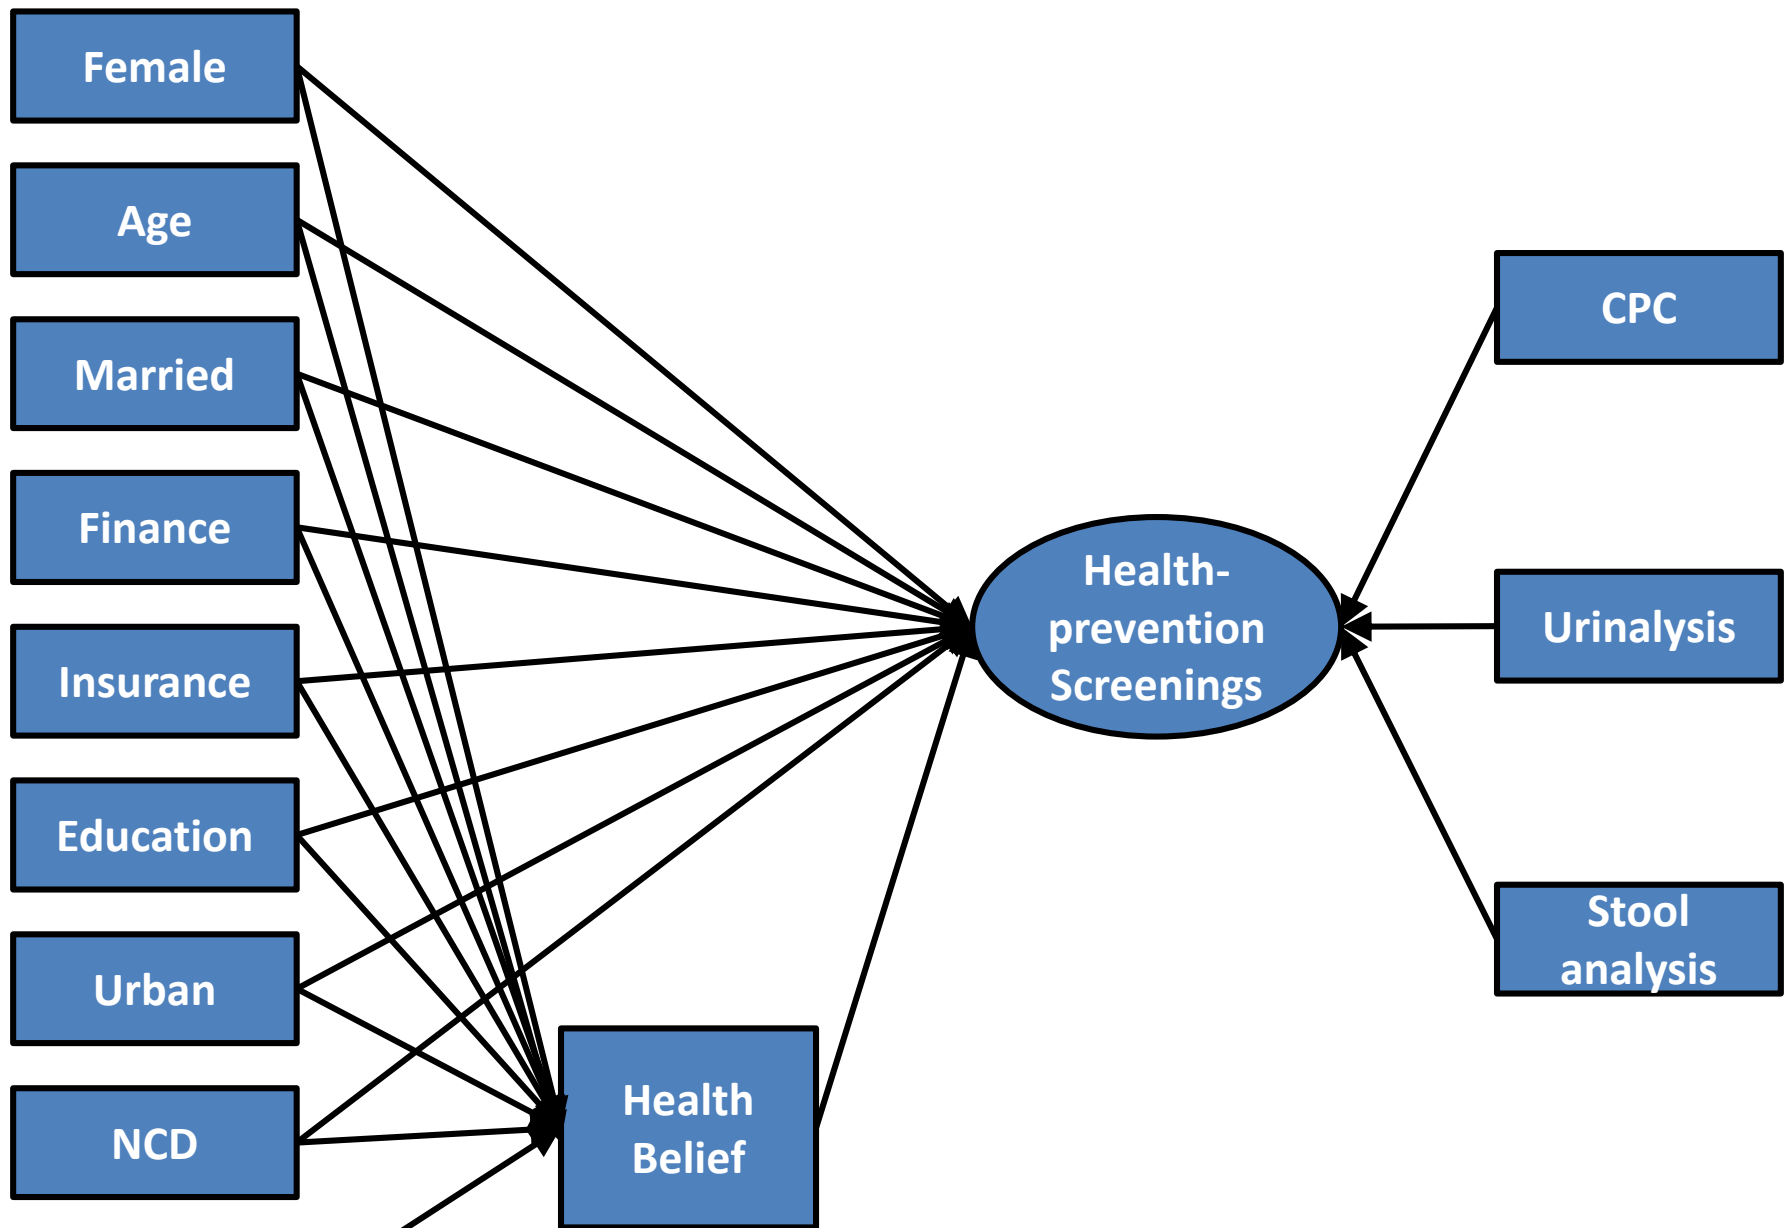 Female
Age
Married
Finance
Insurance
Education
Urban
NCD
Health
Belief
Health-
prevention
Screenings
CPC
Urinalysis
Stool
analysis